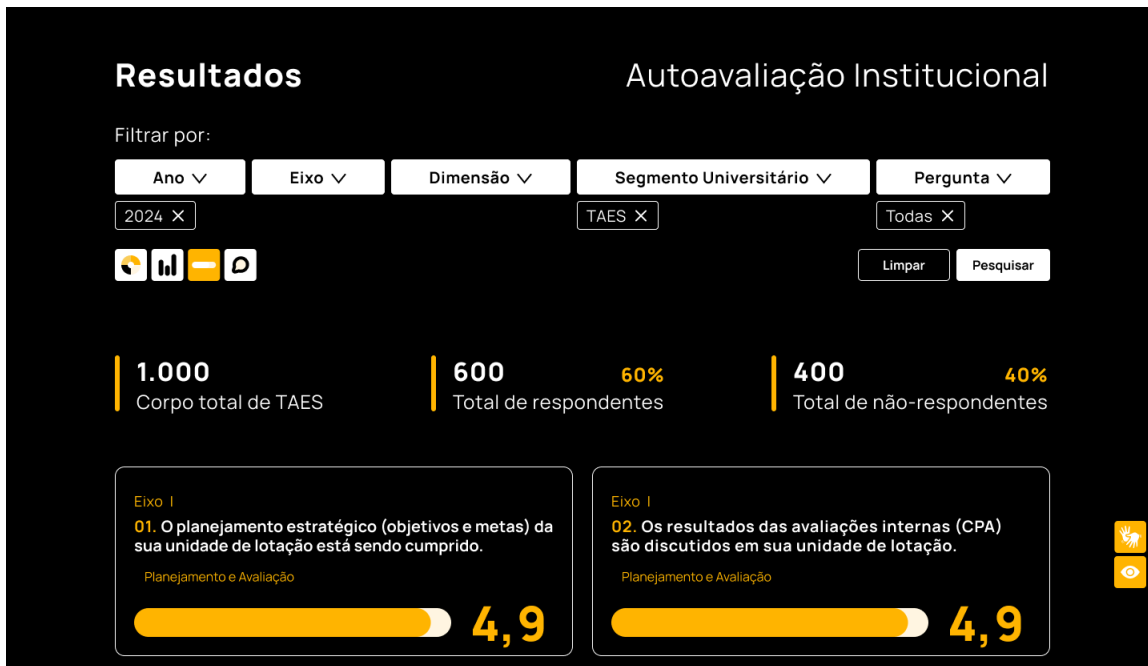 Resultados
Autoavaliação Institucional
Filtrar por:
Ano
Eixo
Dimensão
Segmento Universitário
Pergunta
2024
TAES
Todas
Limpar
Pesquisar
1.000
Corpo total de TAES
600
60%
Total de respondentes
400
40%
Total de não-respondentes
Eixo I
01. O planejamento estratégico (objetivos e metas) da
sua unidade de lotação está sendo cumprido.
Planejamento e Avaliação
4,9
Eixo I
02. Os resultados das avaliações internas (CPA)
são discutidos em sua unidade de lotação.
Planejamento e Avaliação
4,9